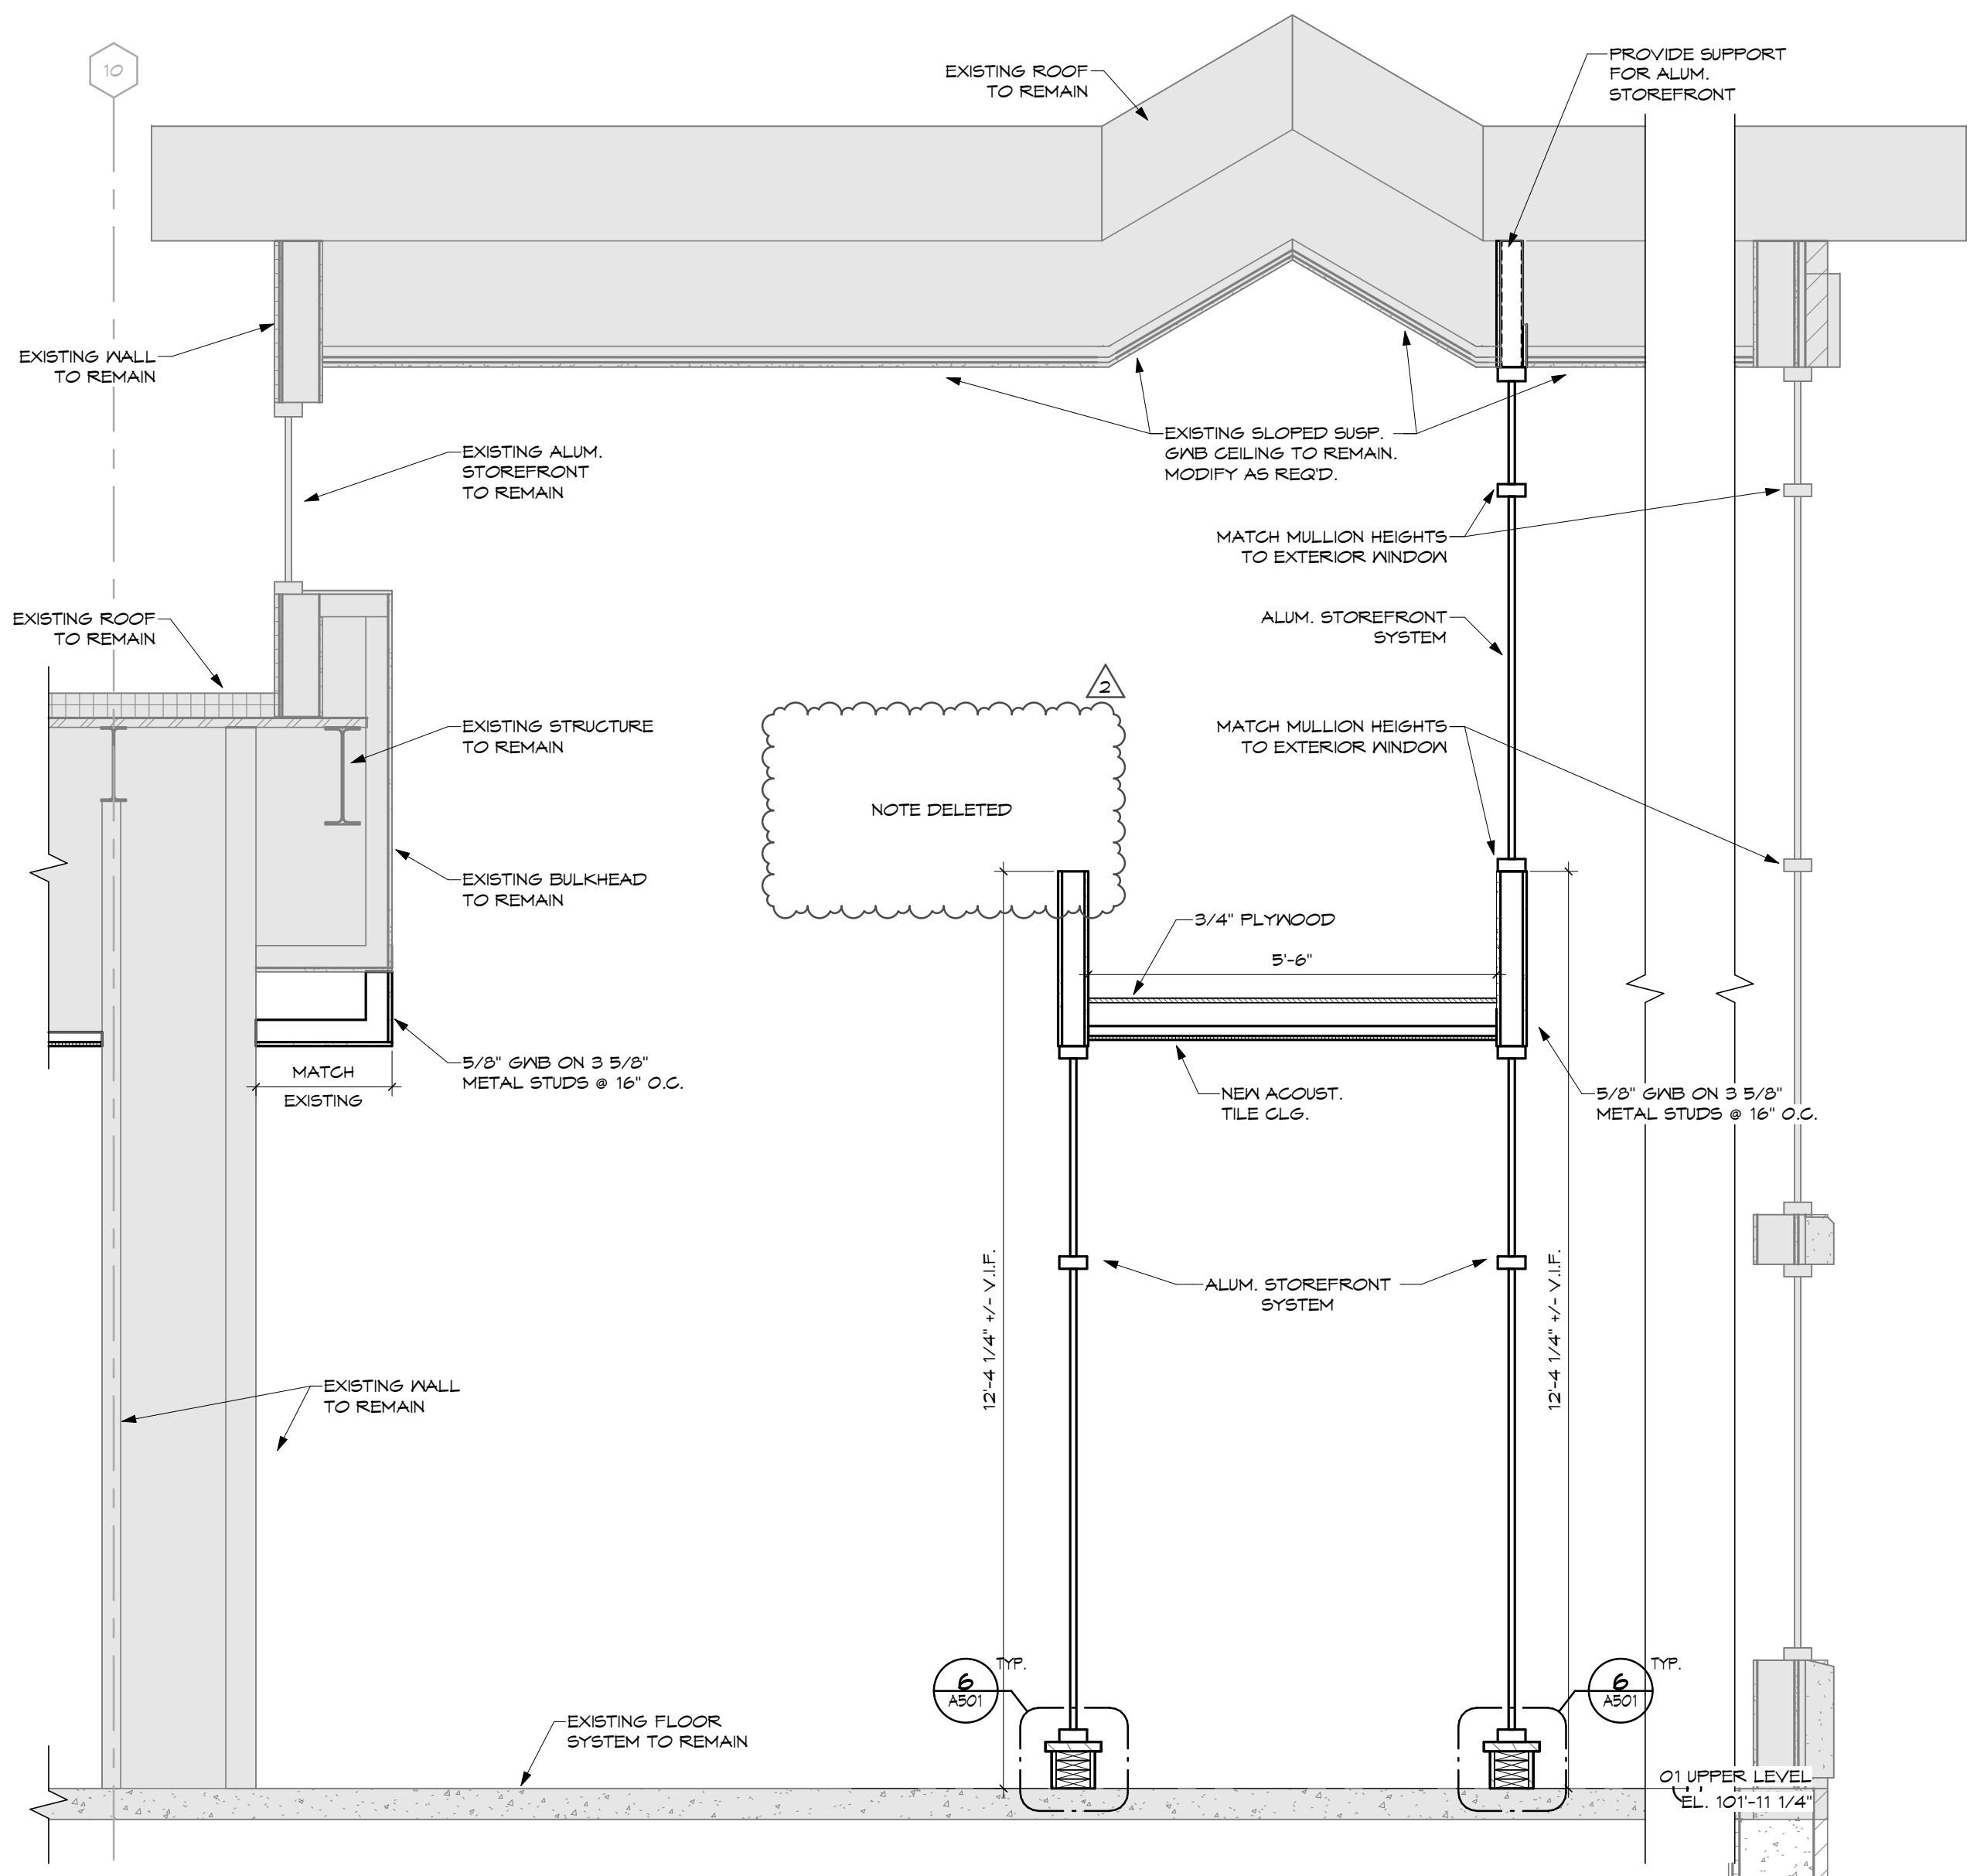 10
EXISTING ROOF
TO REMAIN
PROVIDE SUPPORT
FOR ALUM.
STOREFRONT
EXISTING WALL
TO REMAIN
EXISTING ALUM.
STOREFRONT
TO REMAIN
EXISTING SLOPED SUSP.
GWB CEILING TO REMAIN.
MODIFY AS REQ'D.
MATCH MULLION HEIGHTS
TO EXTERIOR WINDOW
EXISTING ROOF
TO REMAIN
ALUM. STOREFRONT
SYSTEM
2
EXISTING STRUCTURE
TO REMAIN
MATCH MULLION HEIGHTS
TO EXTERIOR WINDOW
NOTE DELETED
EXISTING BULKHEAD
TO REMAIN
3/4" PLYWOOD
5'-6"
5/8" GWB ON 3 5/8"
METAL STUDS @ 16" O.C.
MATCH
EXISTING
NEW ACOUST.
TILE CLG.
5/8" GWB ON 3 5/8"
METAL STUDS @ 16" O.C.
12'-4 1/4" +/- V.I.F.
12'-4 1/4" +/- V.I.F.
ALUM. STOREFRONT
SYSTEM
EXISTING WALL
TO REMAIN
TYP.
6
A501
TYP.
6
A501
EXISTING FLOOR
SYSTEM TO REMAIN
01 UPPER LEVEL
EL. 101'-11 1/4"